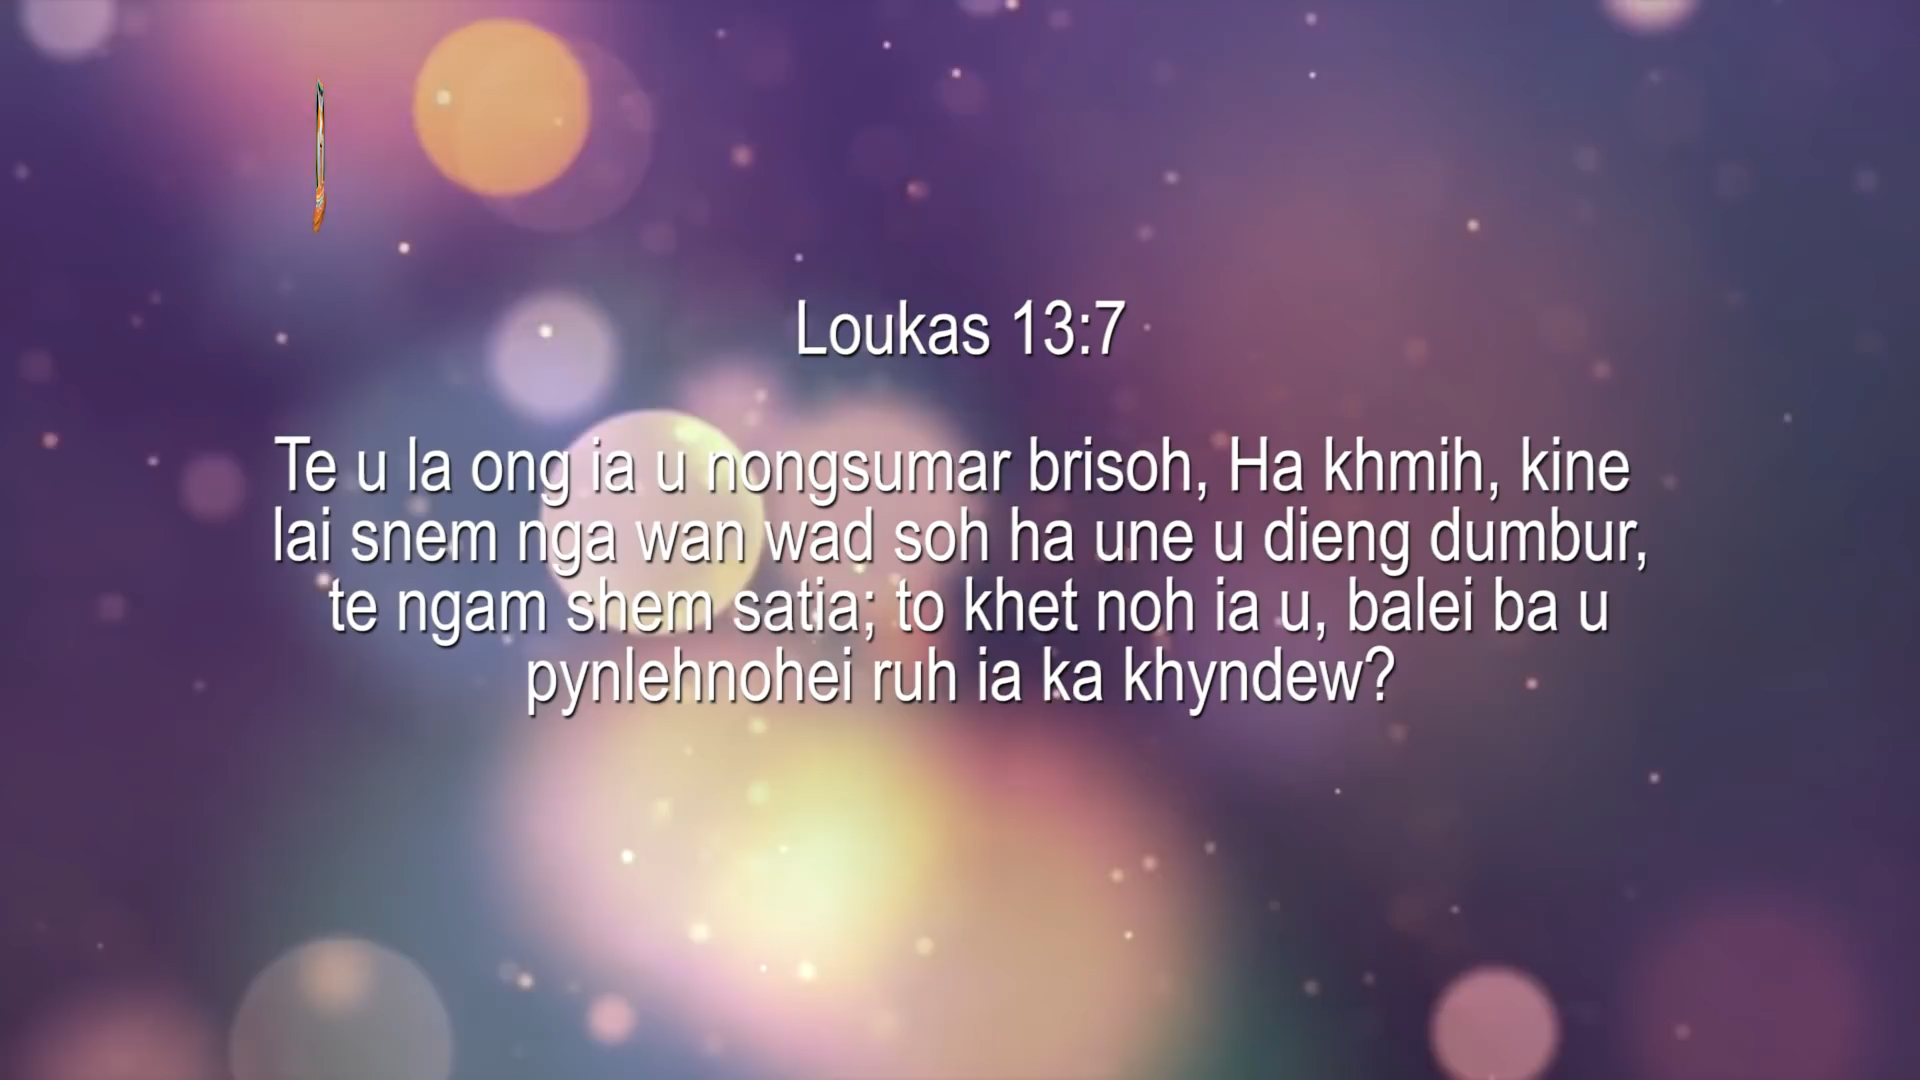 Loukas 13:7
Te u la ong ia u nongsumar brisoh, Ha khmih, kine
lai snem nga wan wad soh ha une u dieng dumbur,
te ngam shem satia; to khet noh ia u, balei ba u
pynlehnohei ruh ia ka khyndew?